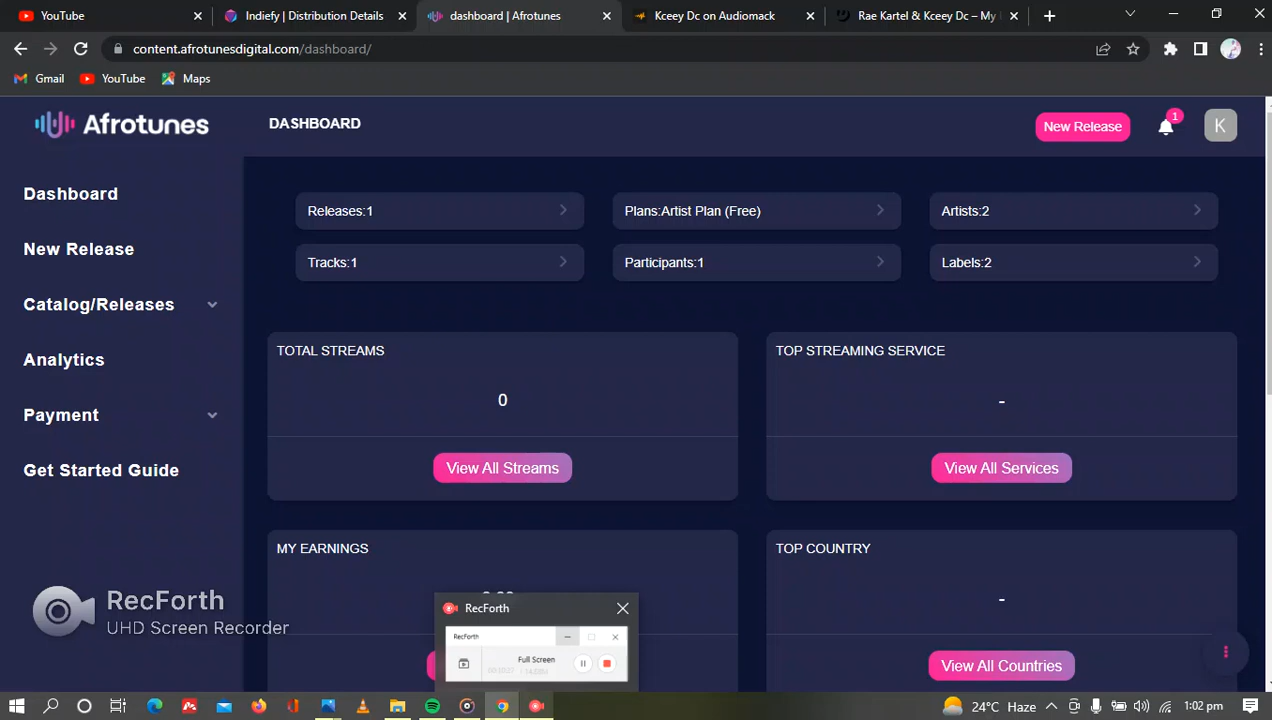 YouTube
Indiefy | Distribution Details
dashboard | Afrotunes
Kceey Dc on Audiomack
Rae Kartel & Kceey Dc – My
content.afrotunesdigital.com/dashboard/
Gmail
YouTube
Maps
Afrotunes
DASHBOARD
New Release
1
K
Dashboard
New Release
Catalog/Releases
Analytics
Payment
Get Started Guide
Releases:1
Plans:Artist Plan (Free)
Artists:2
Tracks:1
Participants:1
Labels:2
TOTAL STREAMS
0
View All Streams
TOP STREAMING SERVICE
-
View All Services
MY EARNINGS
TOP COUNTRY
-
View All Countries
RecForth
UHD Screen Recorder
RecForth
RecForth
Full Screen
24°C Haze
1:02 pm